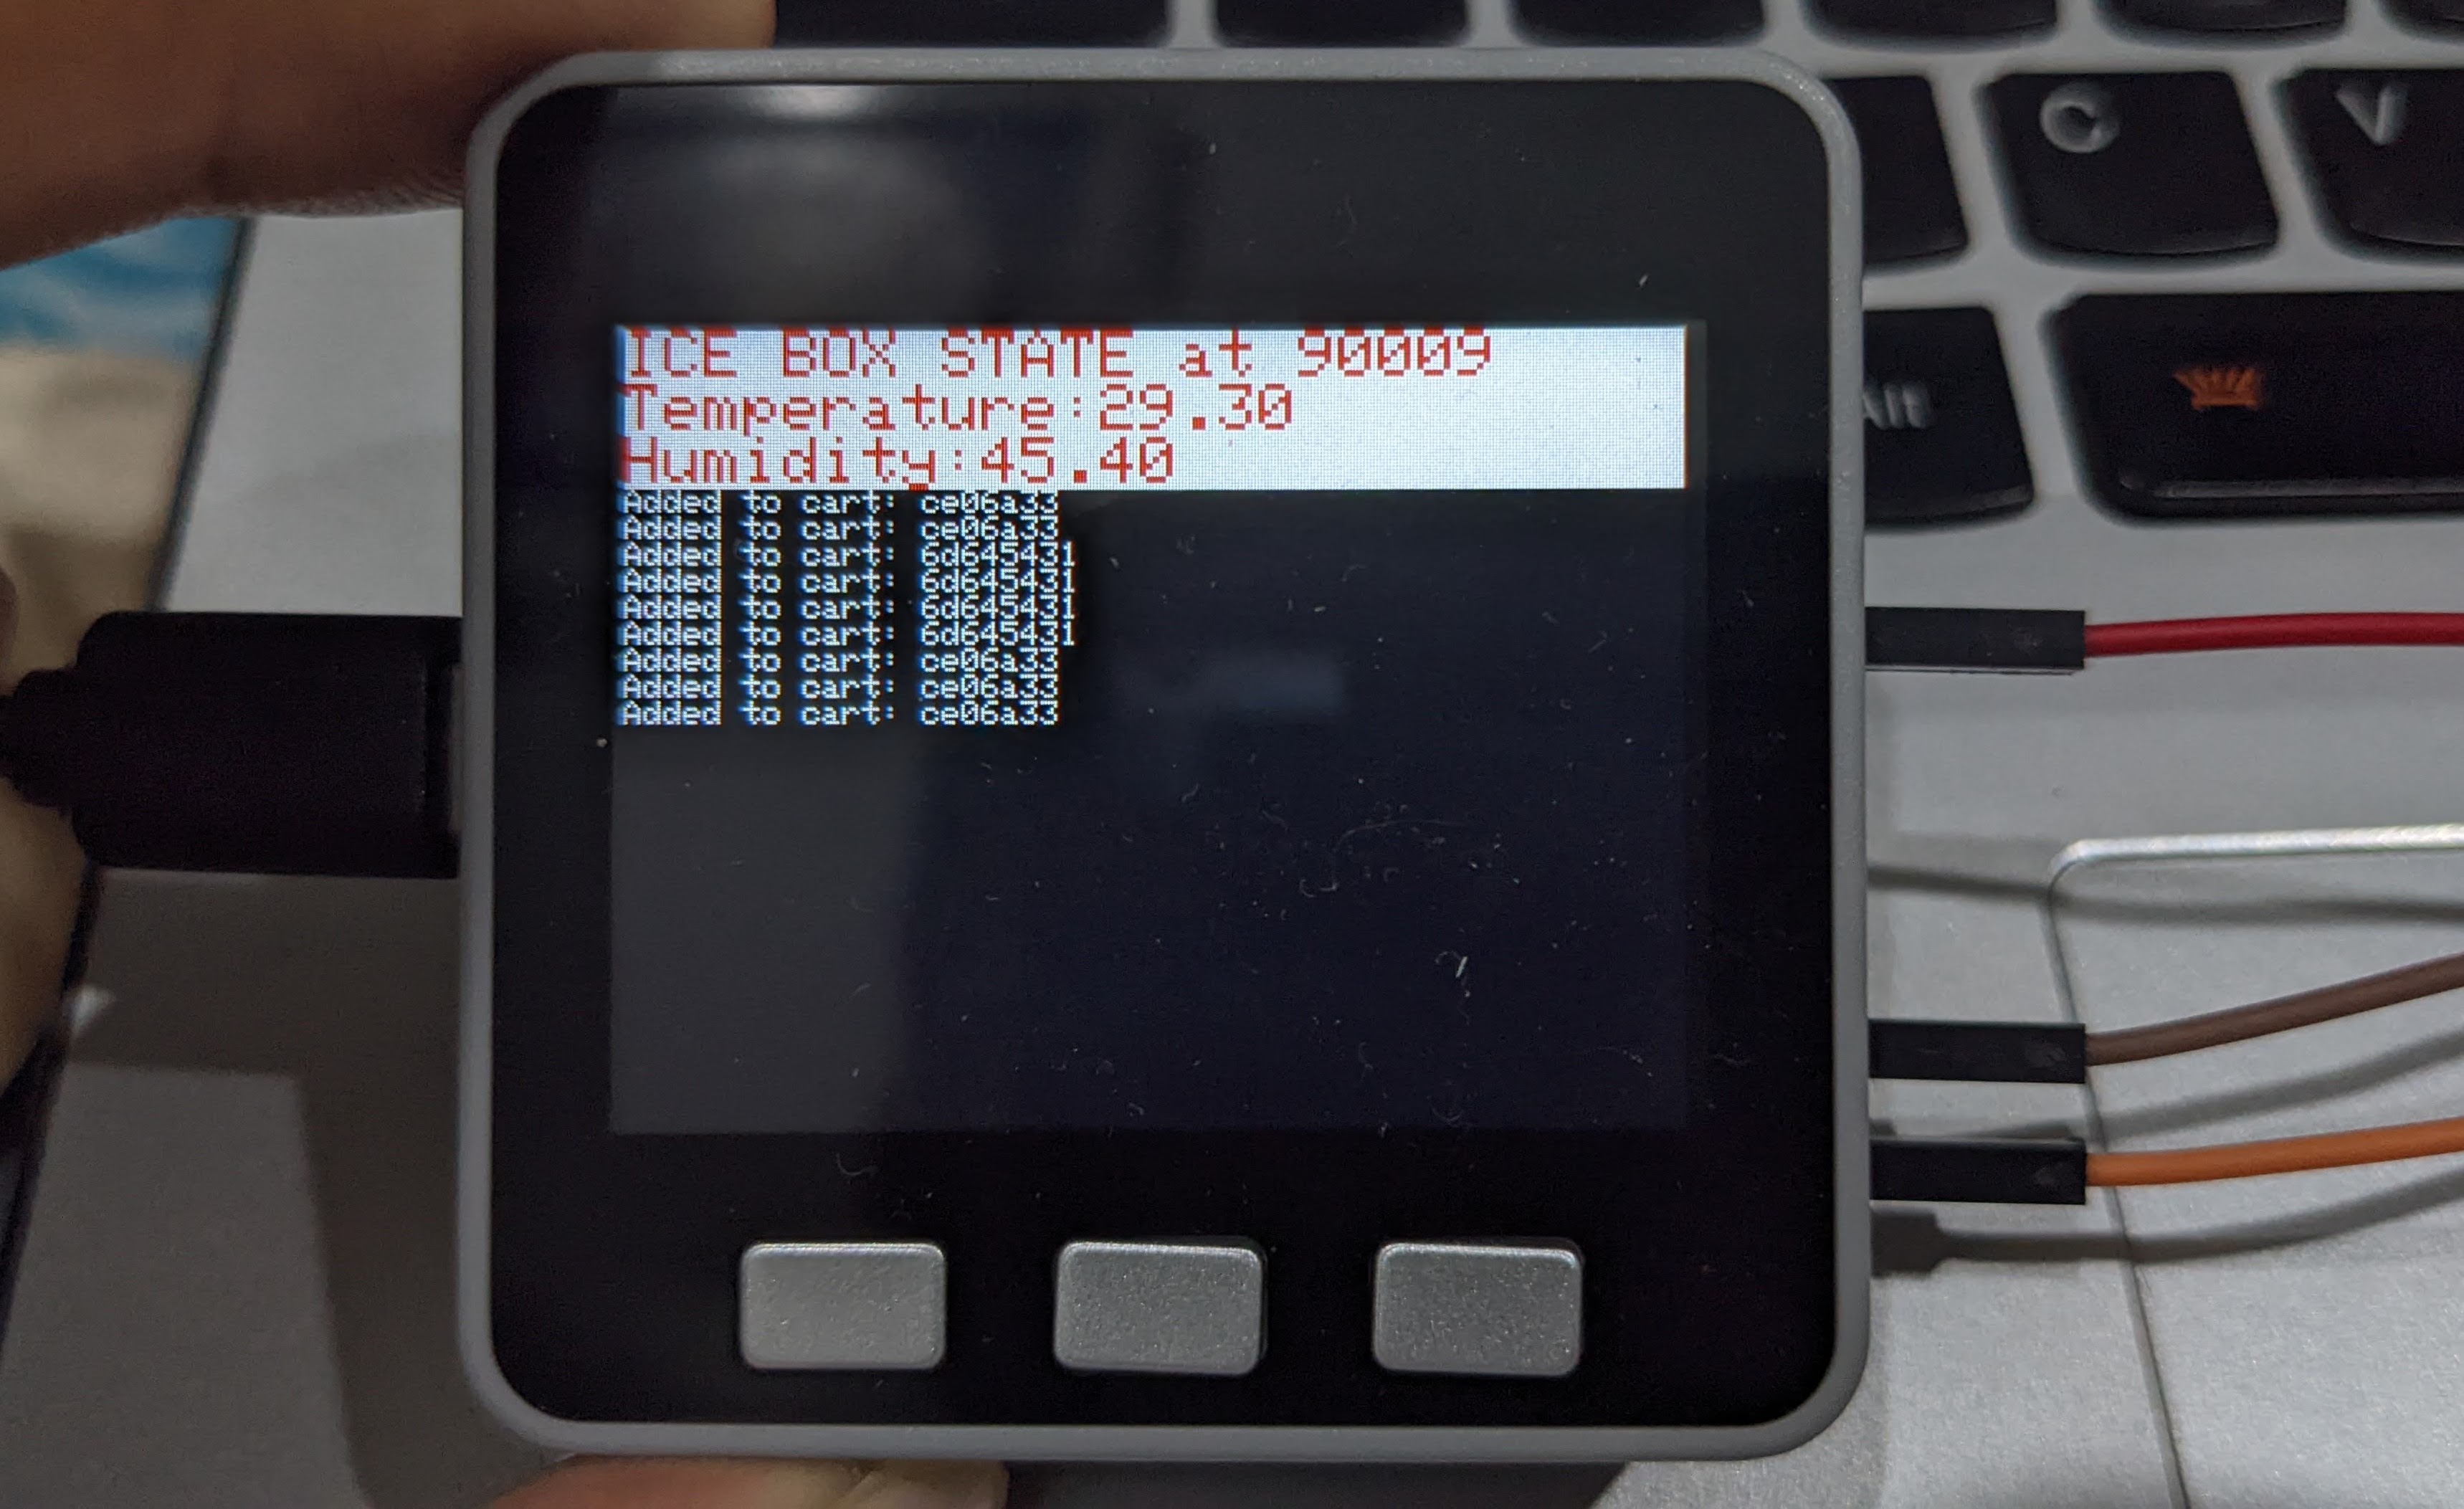 ICE BOX STATE at 90009
Temperature:29.30
Humidity:45.40
Added to cart: ce06a33
Added to cart: ce06a33
Added to cart: 6d645431
Added to cart: 6d645431
Added to cart: 6d645431
Added to cart: 6d645431
Added to cart: ce06a33
Added to cart: ce06a33
Added to cart: ce06a33
C
V
Alt